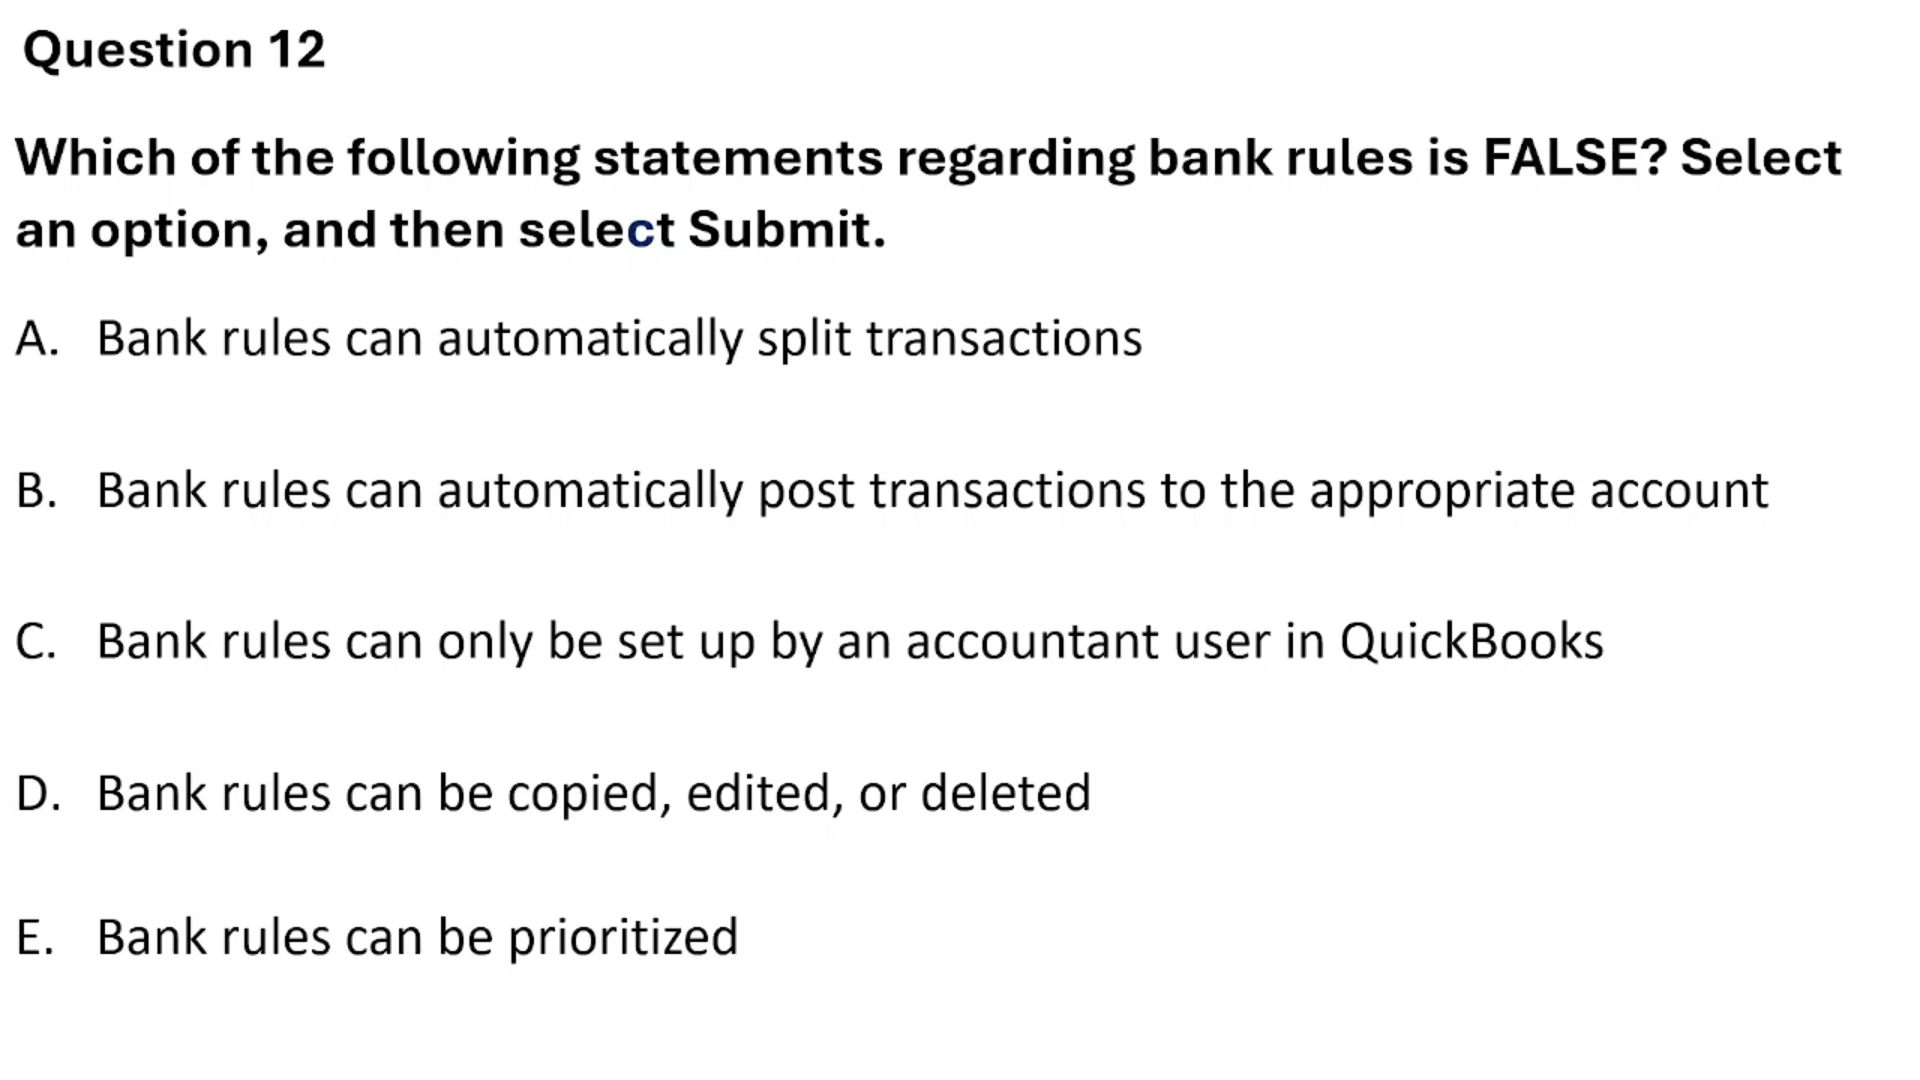 Question 12
Which of the following statements regarding bank rules is FALSE? Select
an option, and then select Submit.
A. Bank rules can automatically split transactions
B. Bank rules can automatically post transactions to the appropriate account
C. Bank rules can only be set up by an accountant user in QuickBooks
D. Bank rules can be copied, edited, or deleted
E. Bank rules can be prioritized